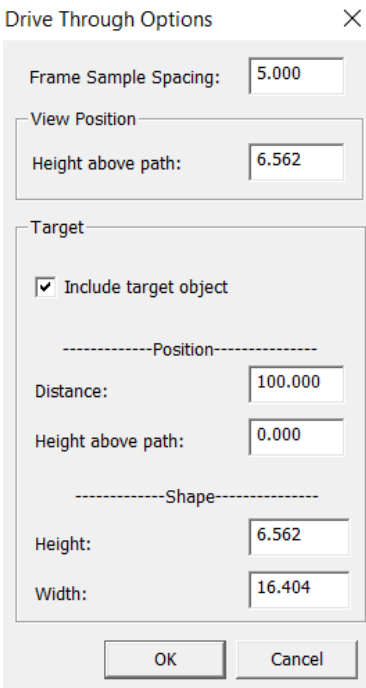 Drive Through Options
Frame Sample Spacing: 5.000
View Position
Height above path: 6.562
Target
Include target object
-------------Position---------------
Distance: 100.000
Height above path: 0.000
-------------Shape---------------
Height: 6.562
Width: 16.404
OK Cancel